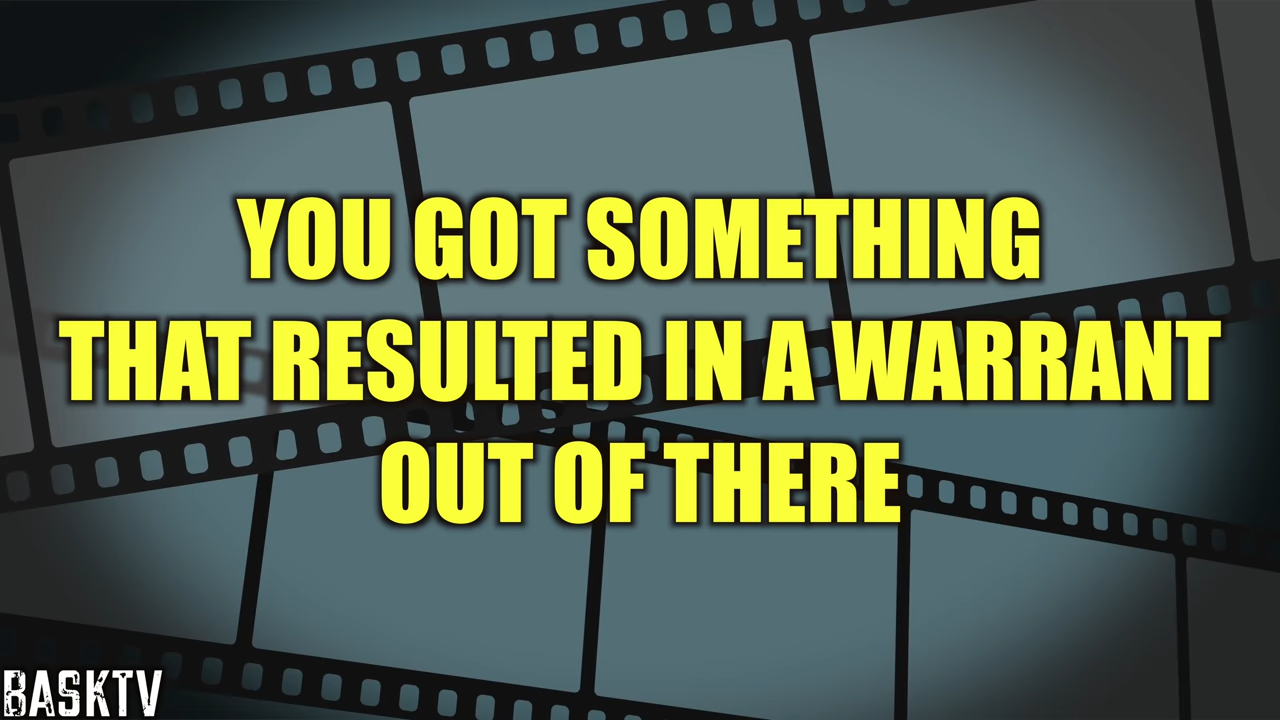 YOU GOT SOMETHING
THAT RESULTED IN A WARRANT
OUT OF THERE
BASKTV